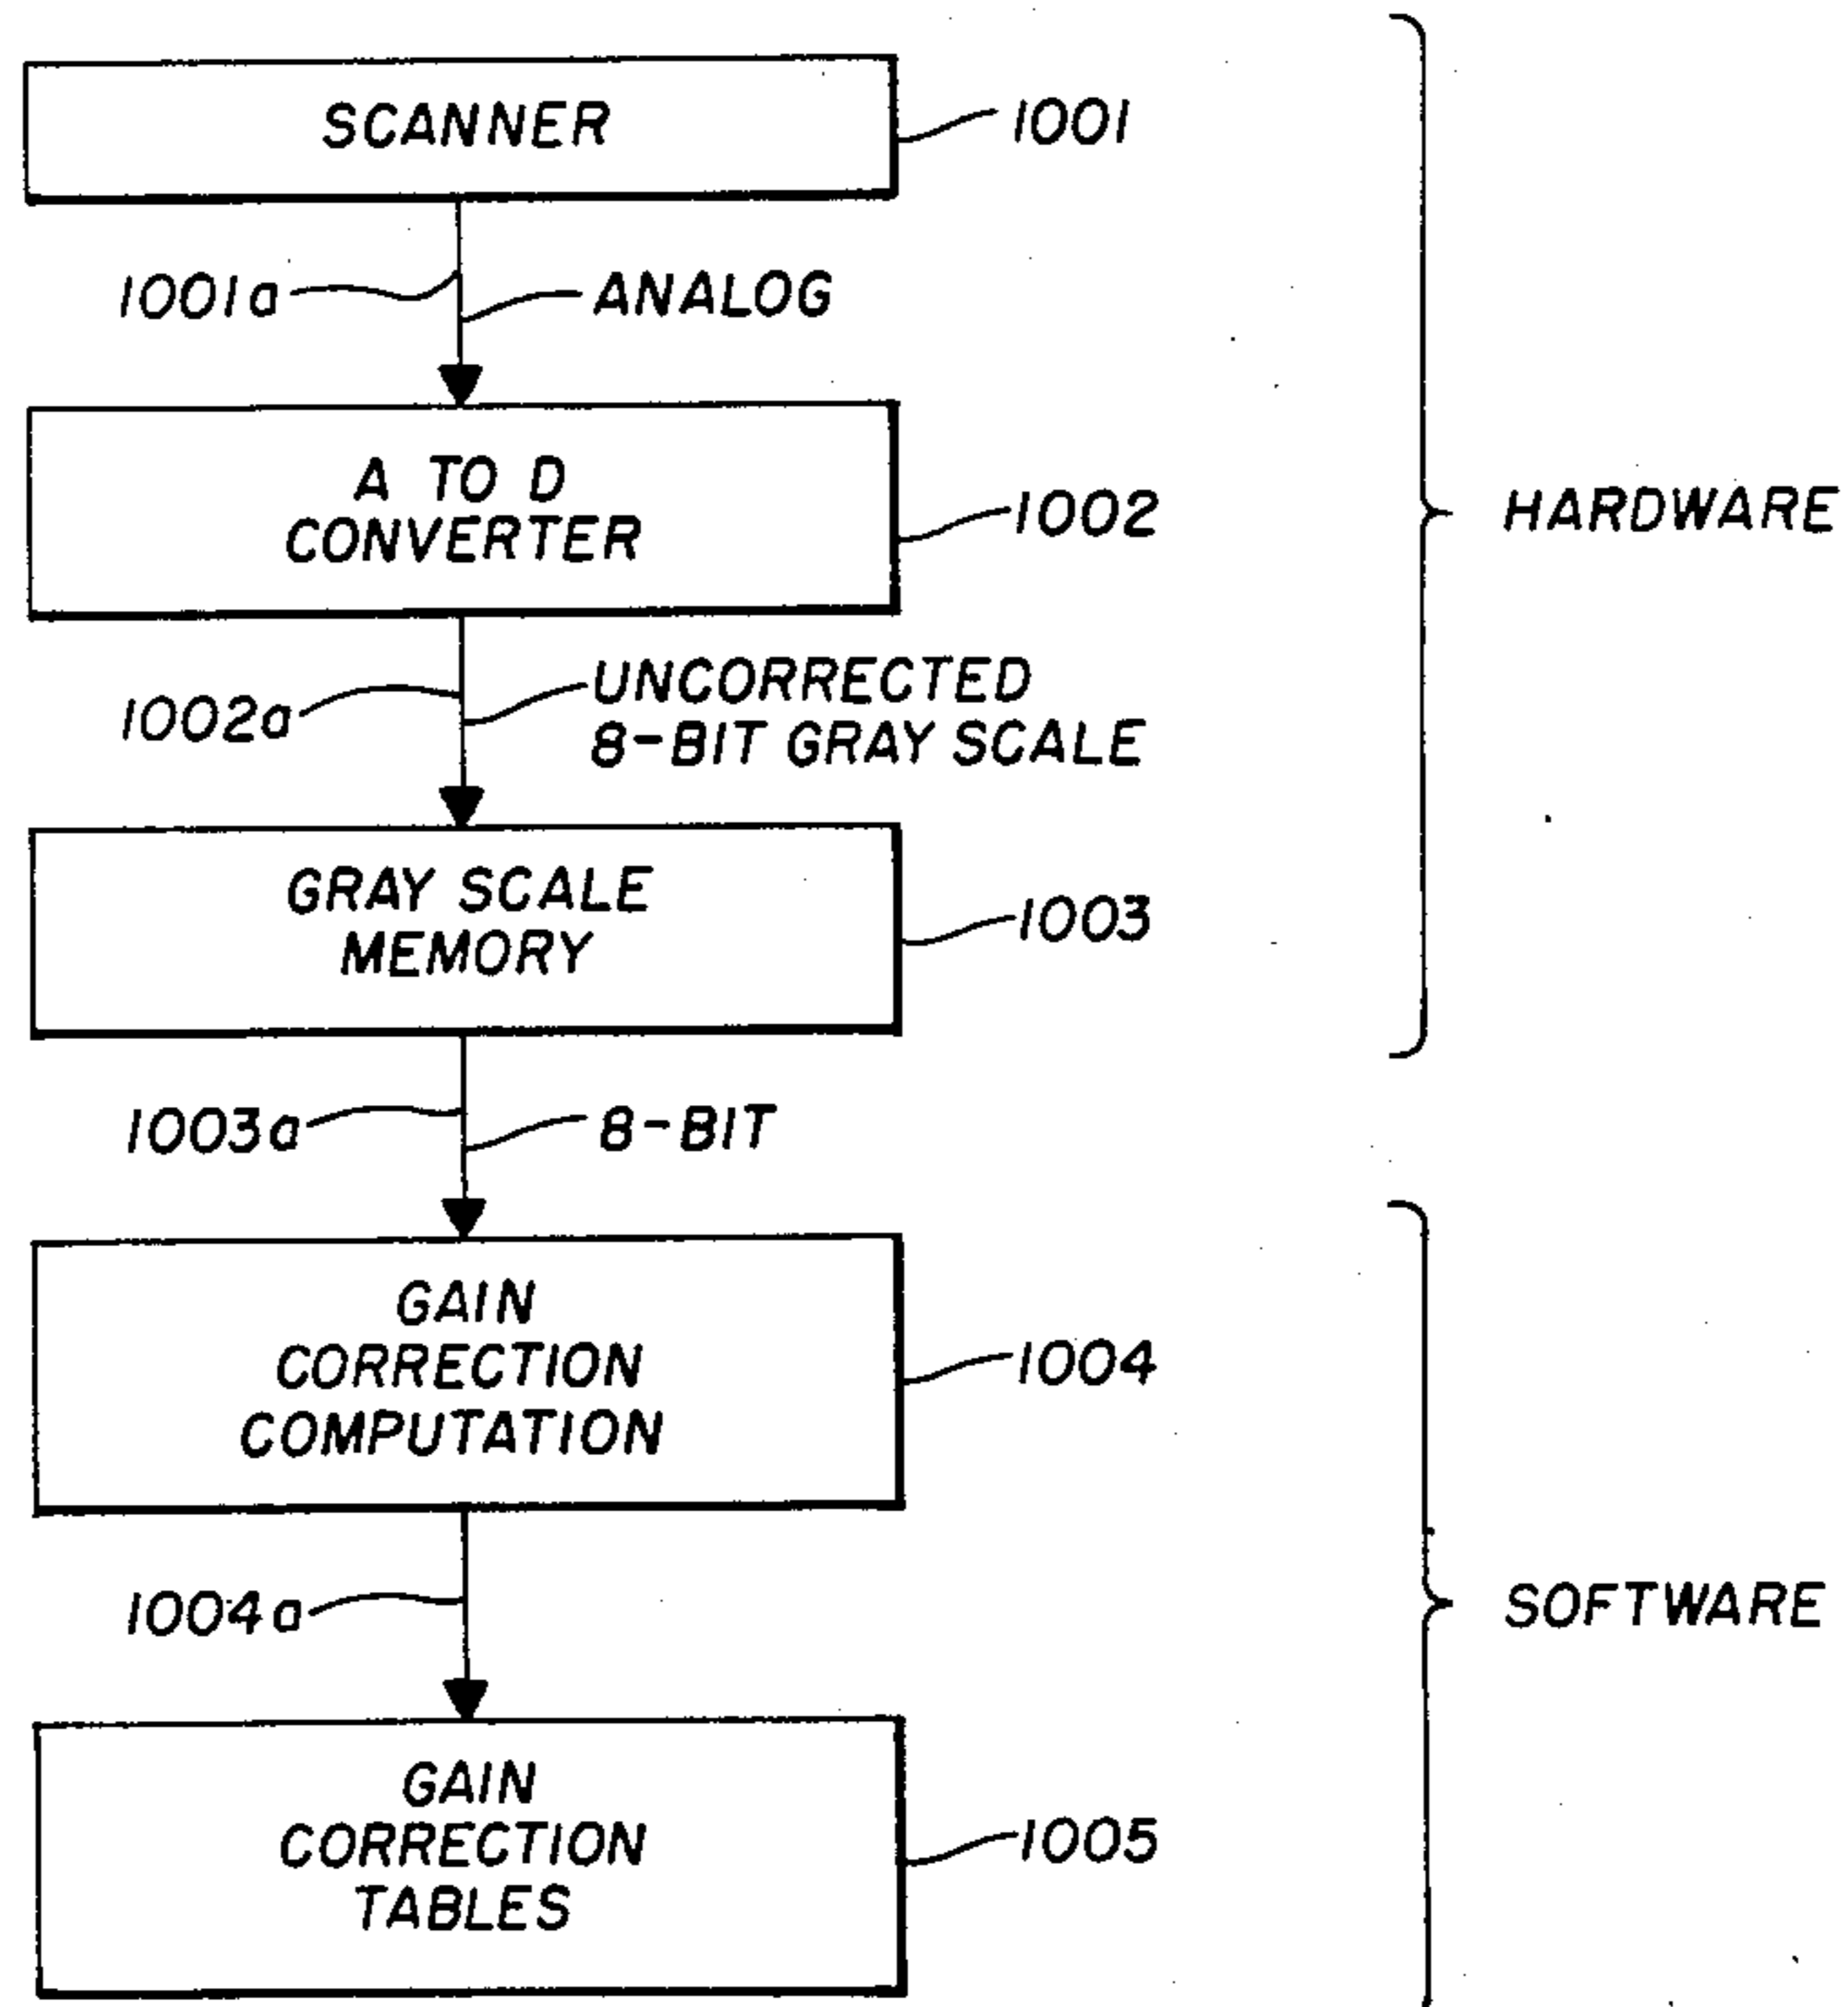 SCANNER
1001
1001a
ANALOG
A TO D
CONVERTER
1002
HARDWARE
1002a
UNCORRECTED
8-BIT GRAY SCALE
GRAY SCALE
MEMORY
1003
1003a
8-BIT
GAIN
CORRECTION
COMPUTATION
1004
1004a
SOFTWARE
GAIN
CORRECTION
TABLES
1005